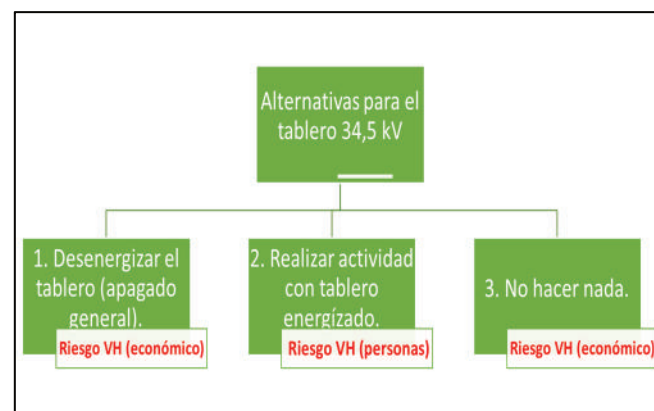 Alternativas para el
tablero 34,5 kV
1. Desenergizar el
tablero (apagado
general).
Riesgo VH (económico)
2. Realizar actividad
con tablero
energízado.
Riesgo VH (personas)
3. No hacer nada.
Riesgo VH (económico)